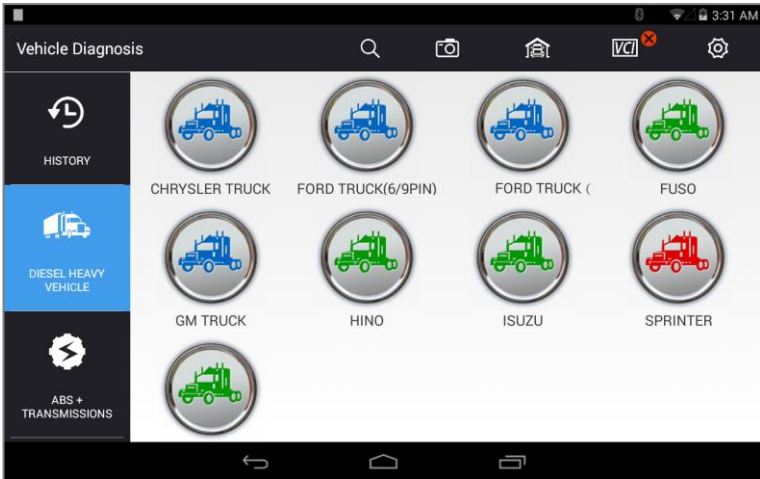 3:31 AM
Vehicle Diagnosis
VCI
HISTORY
CHRYSLER TRUCK
FORD TRUCK(6/9PIN)
FORD TRUCK (
FUSO
DIESEL HEAVY
VEHICLE
GM TRUCK
HINO
ISUZU
SPRINTER
ABS +
TRANSMISSIONS